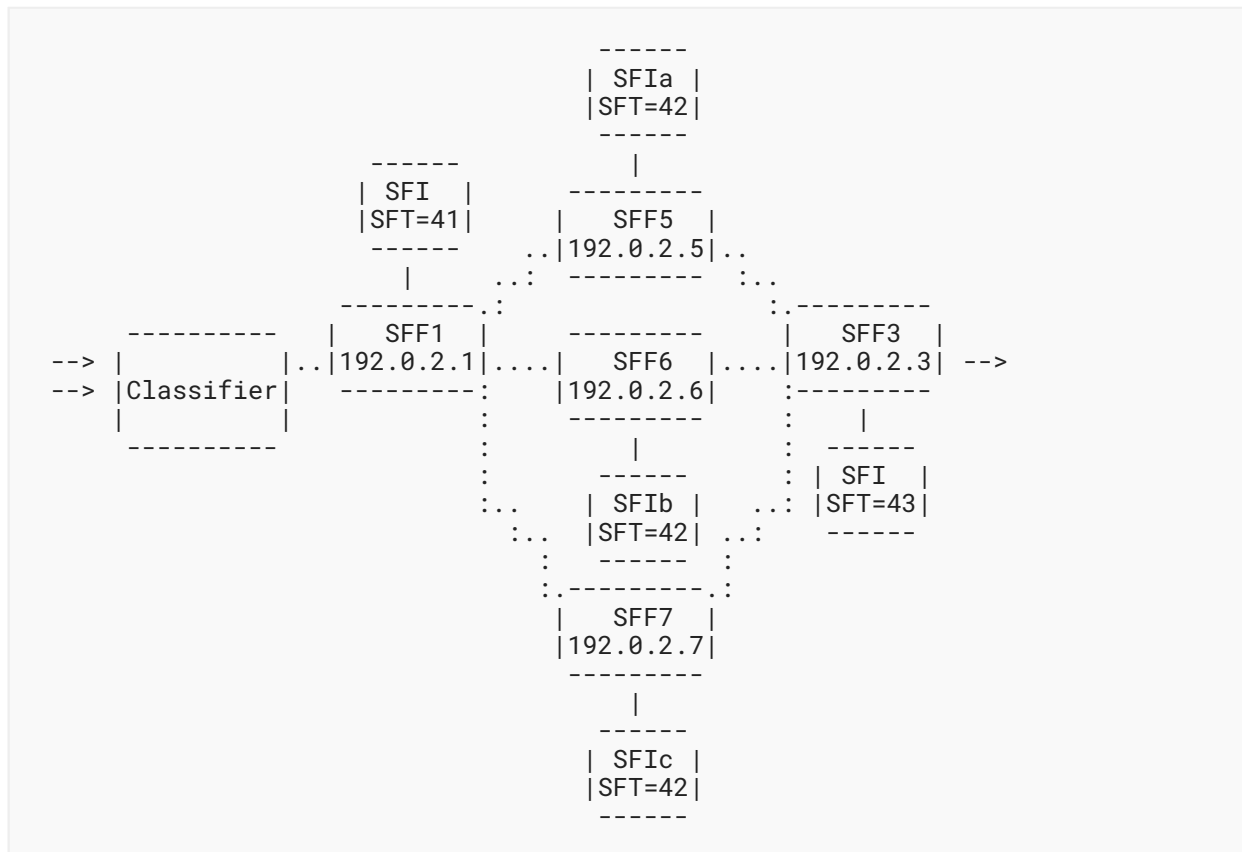 ------
                                     | SFIa |
                                     |SFT=42|
                                      ------
                      ------             |
                     | SFI  |       ---------
                     |SFT=41|     |   SFF5  |
                      ------    ..|192.0.2.5|..
                        |     ..:  ---------  :..
                    ---------.:                 :.---------
     ----------   |   SFF1  |      ---------     |   SFF3  |
--> |          |..|192.0.2.1|....|   SFF6  |....|192.0.2.3| -->
--> |Classifier|   ---------:    |192.0.2.6|    :---------
    |          |            :     ---------     :    |
     ----------             :         |         :  ------
                            :       ------      : | SFI  |
                            :..    | SFIb |  ..: |SFT=43|
                              :..  |SFT=42| ..:   ------
                                :   ------  :
                                :.---------.:
                                 |   SFF7  |
                                 |192.0.2.7|
                                  ---------
                                      |
                                    ------
                                   | SFIc |
                                   |SFT=42|
                                    ------